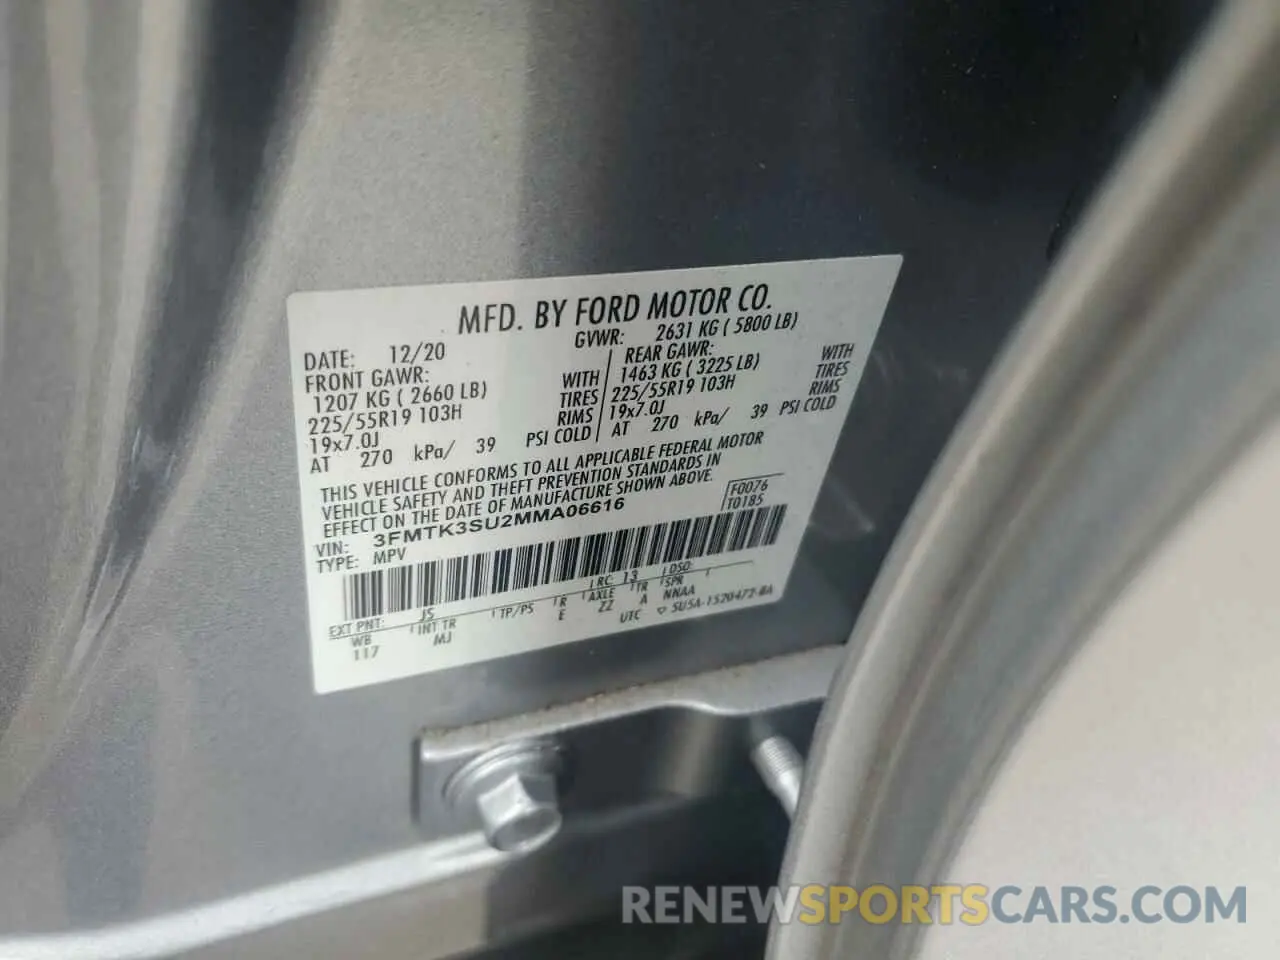 MFD. BY FORD MOTOR CO.
DATE: 12/20
GVWR: 2631 KG ( 5800 LB)
FRONT GAWR:
1207 KG ( 2660 LB) WITH
225/55R19 103H TIRES
19x7.0J RIMS
AT 270 kPa/ 39 PSI COLD
REAR GAWR:
1463 KG ( 3225 LB) WITH
225/55R19 103H TIRES
19x7.0J RIMS
AT 270 kPa/ 39 PSI COLD
THIS VEHICLE CONFORMS TO ALL APPLICABLE FEDERAL MOTOR
VEHICLE SAFETY AND THEFT PREVENTION STANDARDS IN
EFFECT ON THE DATE OF MANUFACTURE SHOWN ABOVE.
F0076
T0185
VIN: 3FMTK3SU2MMA06616
TYPE: MPV
EXT PNT: JS RC: 13 DSO:
WB INT TR TP/PS R AXLE TR SPR
117 MJ E ZZ A NNAA
UTC 5U5A-1520472-BA
RENEWSPORTSCARS.COM